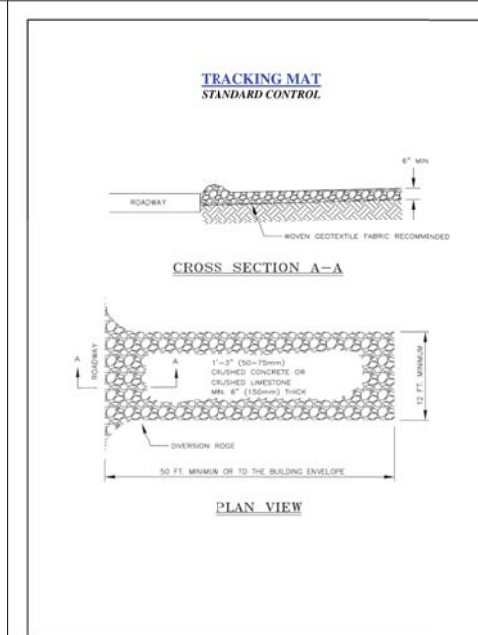 TRACKING MAT
STANDARD CONTROL
6" MIN
ROADWAY
WOVEN GEOTEXTILE FABRIC RECOMMENDED
CROSS SECTION A-A
ROADWAY
A
A
1'-3" (50-75mm)
CRUSHED CONCRETE OR
CRUSHED LIMESTONE
MIN. 6" (150mm) THICK
12 FT. MINIMUM
DIVERSION RIDGE
50 FT. MINIMUN OR TO THE BUILDING ENVELOPE
PLAN VIEW